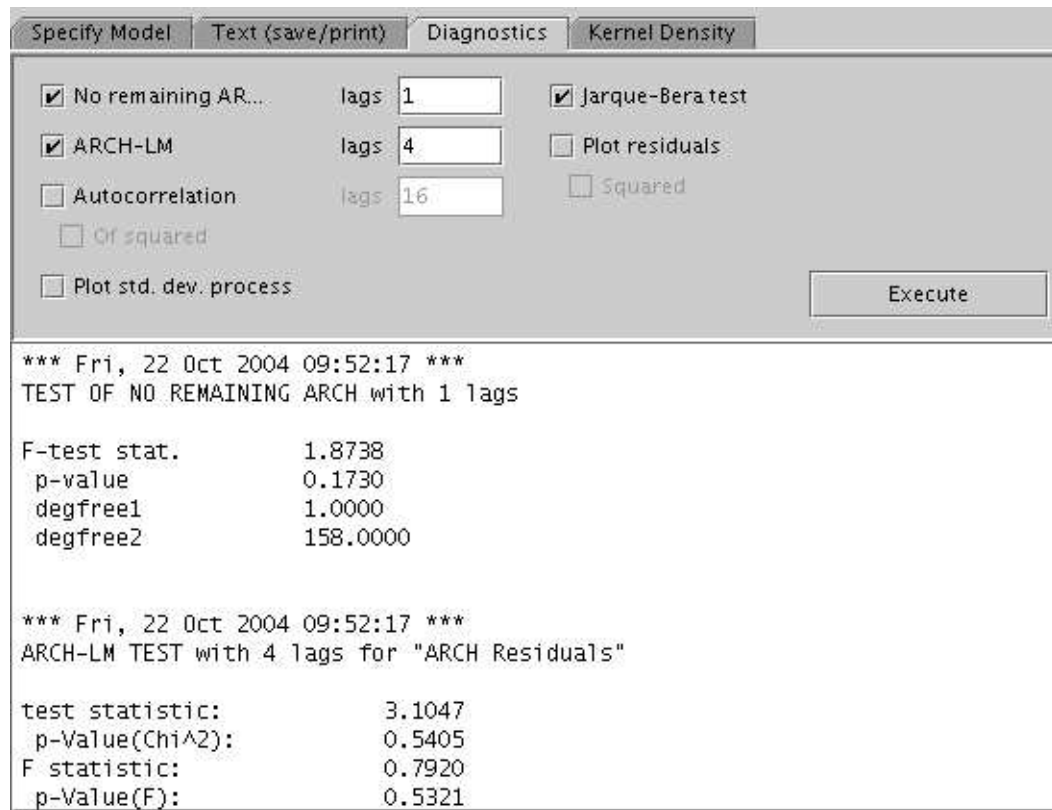 Specify Model Text (save/print) Diagnostics Kernel Density
No remaining AR... lags 1 Jarque-Bera test
ARCH-LM lags 4 Plot residuals
Autocorrelation lags 16 Squared
Of squared
Plot std. dev. process
Execute
*** Fri, 22 Oct 2004 09:52:17 ***
TEST OF NO REMAINING ARCH with 1 lags
F-test stat. 1.8738
p-value 0.1730
degfree1 1.0000
degfree2 158.0000
*** Fri, 22 Oct 2004 09:52:17 ***
ARCH-LM TEST with 4 lags for "ARCH Residuals"
test statistic: 3.1047
p-Value(Chi^2): 0.5405
F statistic: 0.7920
p-Value(F): 0.5321